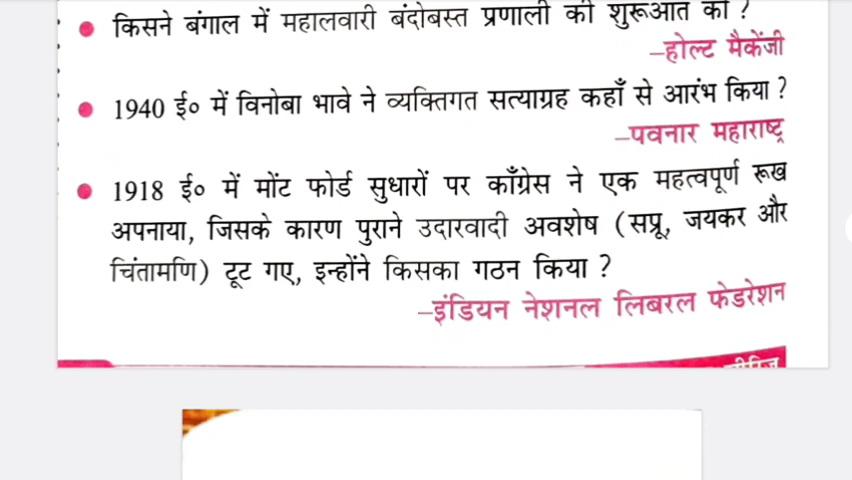 किसने बंगाल में महालवारी बंदोबस्त प्रणाली की शुरूआत की ?
–होल्ट मैकेंजी
1940 ई० में विनोबा भावे ने व्यक्तिगत सत्याग्रह कहाँ से आरंभ किया ?
–पवनार महाराष्ट्र
1918 ई० में मोंट फोर्ड सुधारों पर काँग्रेस ने एक महत्वपूर्ण रूख
अपनाया, जिसके कारण पुराने उदारवादी अवशेष (सप्रू, जयकर और
चिंतामणि) टूट गए, इन्होंने किसका गठन किया ?
–इंडियन नेशनल लिबरल फेडरेशन